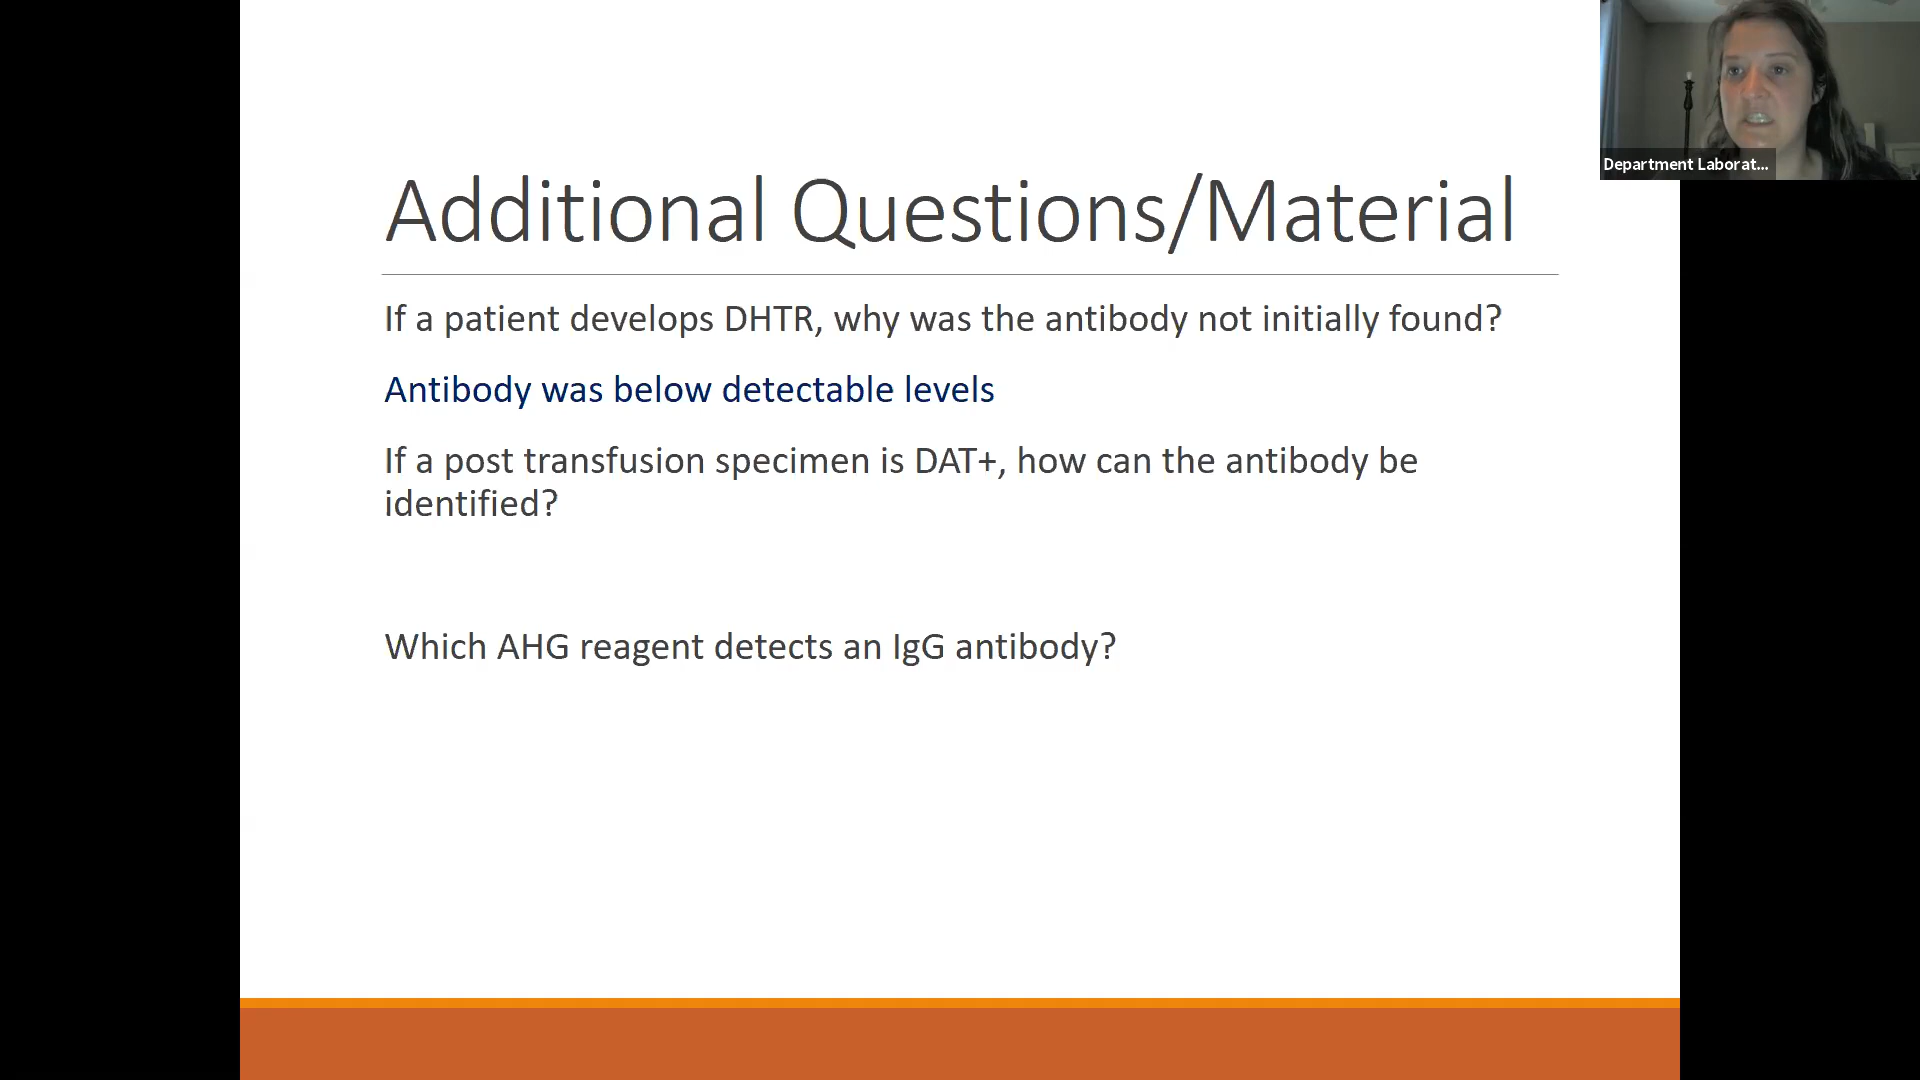 Department Laborat...
Additional Questions/Material
If a patient develops DHTR, why was the antibody not initially found?
Antibody was below detectable levels
If a post transfusion specimen is DAT+, how can the antibody be
identified?
Which AHG reagent detects an IgG antibody?